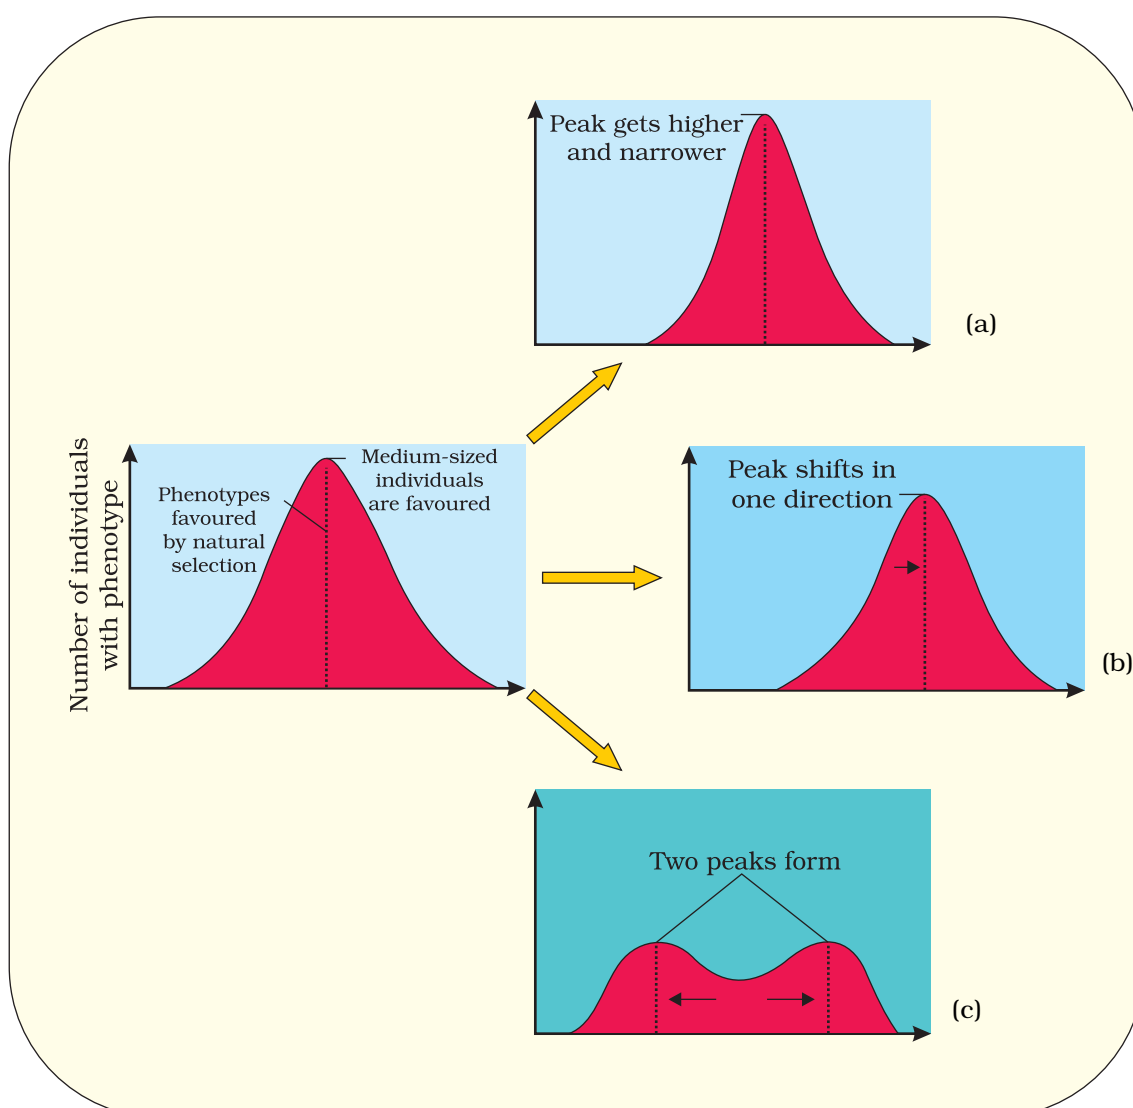 Peak gets higher
and narrower
(a)
Number of individuals
with phenotype
Phenotypes
favoured
by natural
selection
Medium-sized
individuals
are favoured
Peak shifts in
one direction
(b)
Two peaks form
(c)